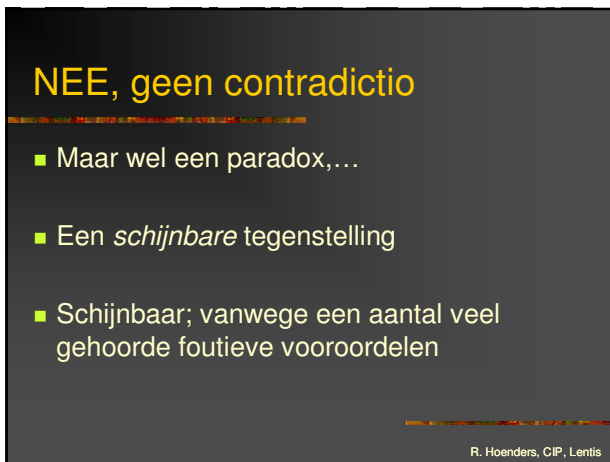 NEE, geen contradictio
Maar wel een paradox,…
Een schijnbare tegenstelling
Schijnbaar; vanwege een aantal veel
gehoorde foutieve vooroordelen
R. Hoenders, CIP, Lentis